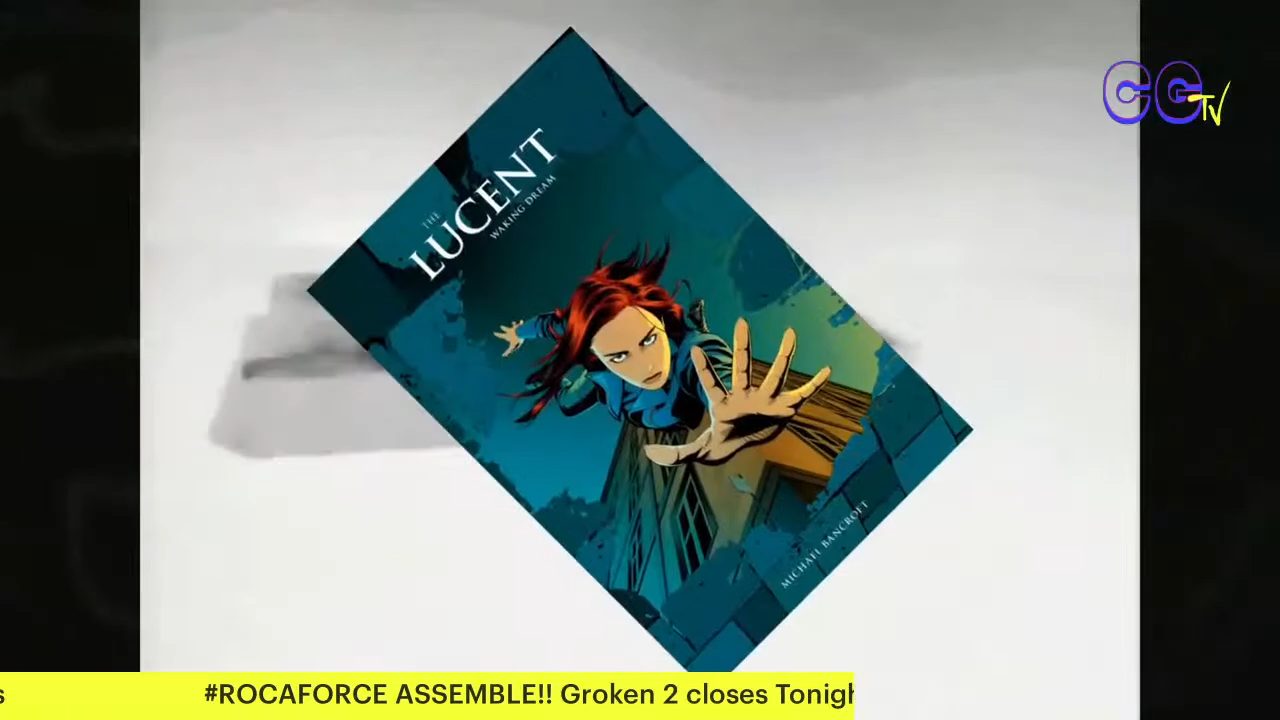 CG
TV
THE
LUCENT
WAKING DREAM
MICHAEL BANCROFT
s
#ROCAFORCE ASSEMBLE!! Groken 2 closes Tonigh